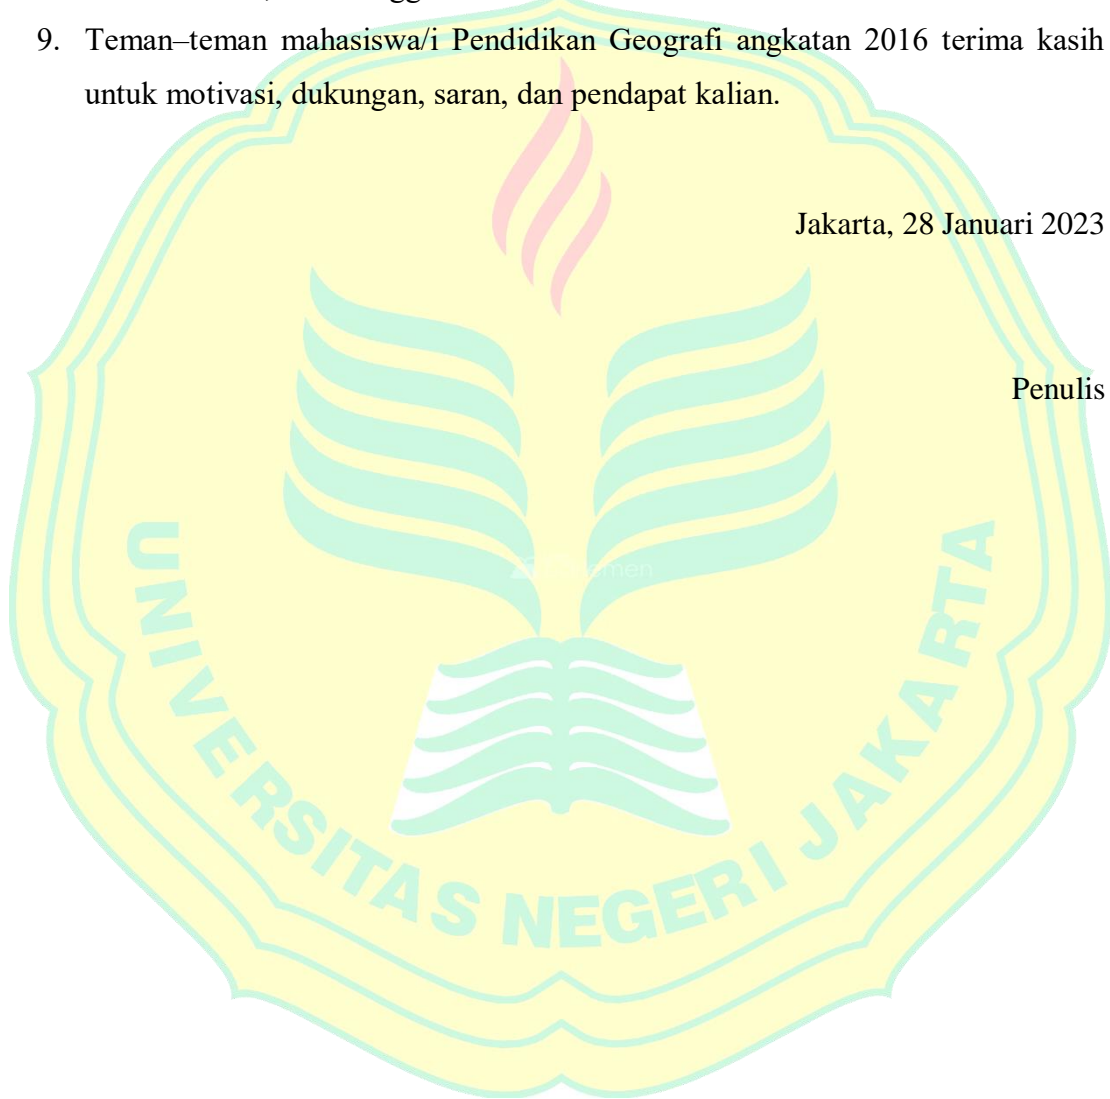 9. Teman–teman mahasiswa/i Pendidikan Geografi angkatan 2016 terima kasih
untuk motivasi, dukungan, saran, dan pendapat kalian.
Jakarta, 28 Januari 2023
Penulis
UNIVERSITAS NEGERI JAKARTA